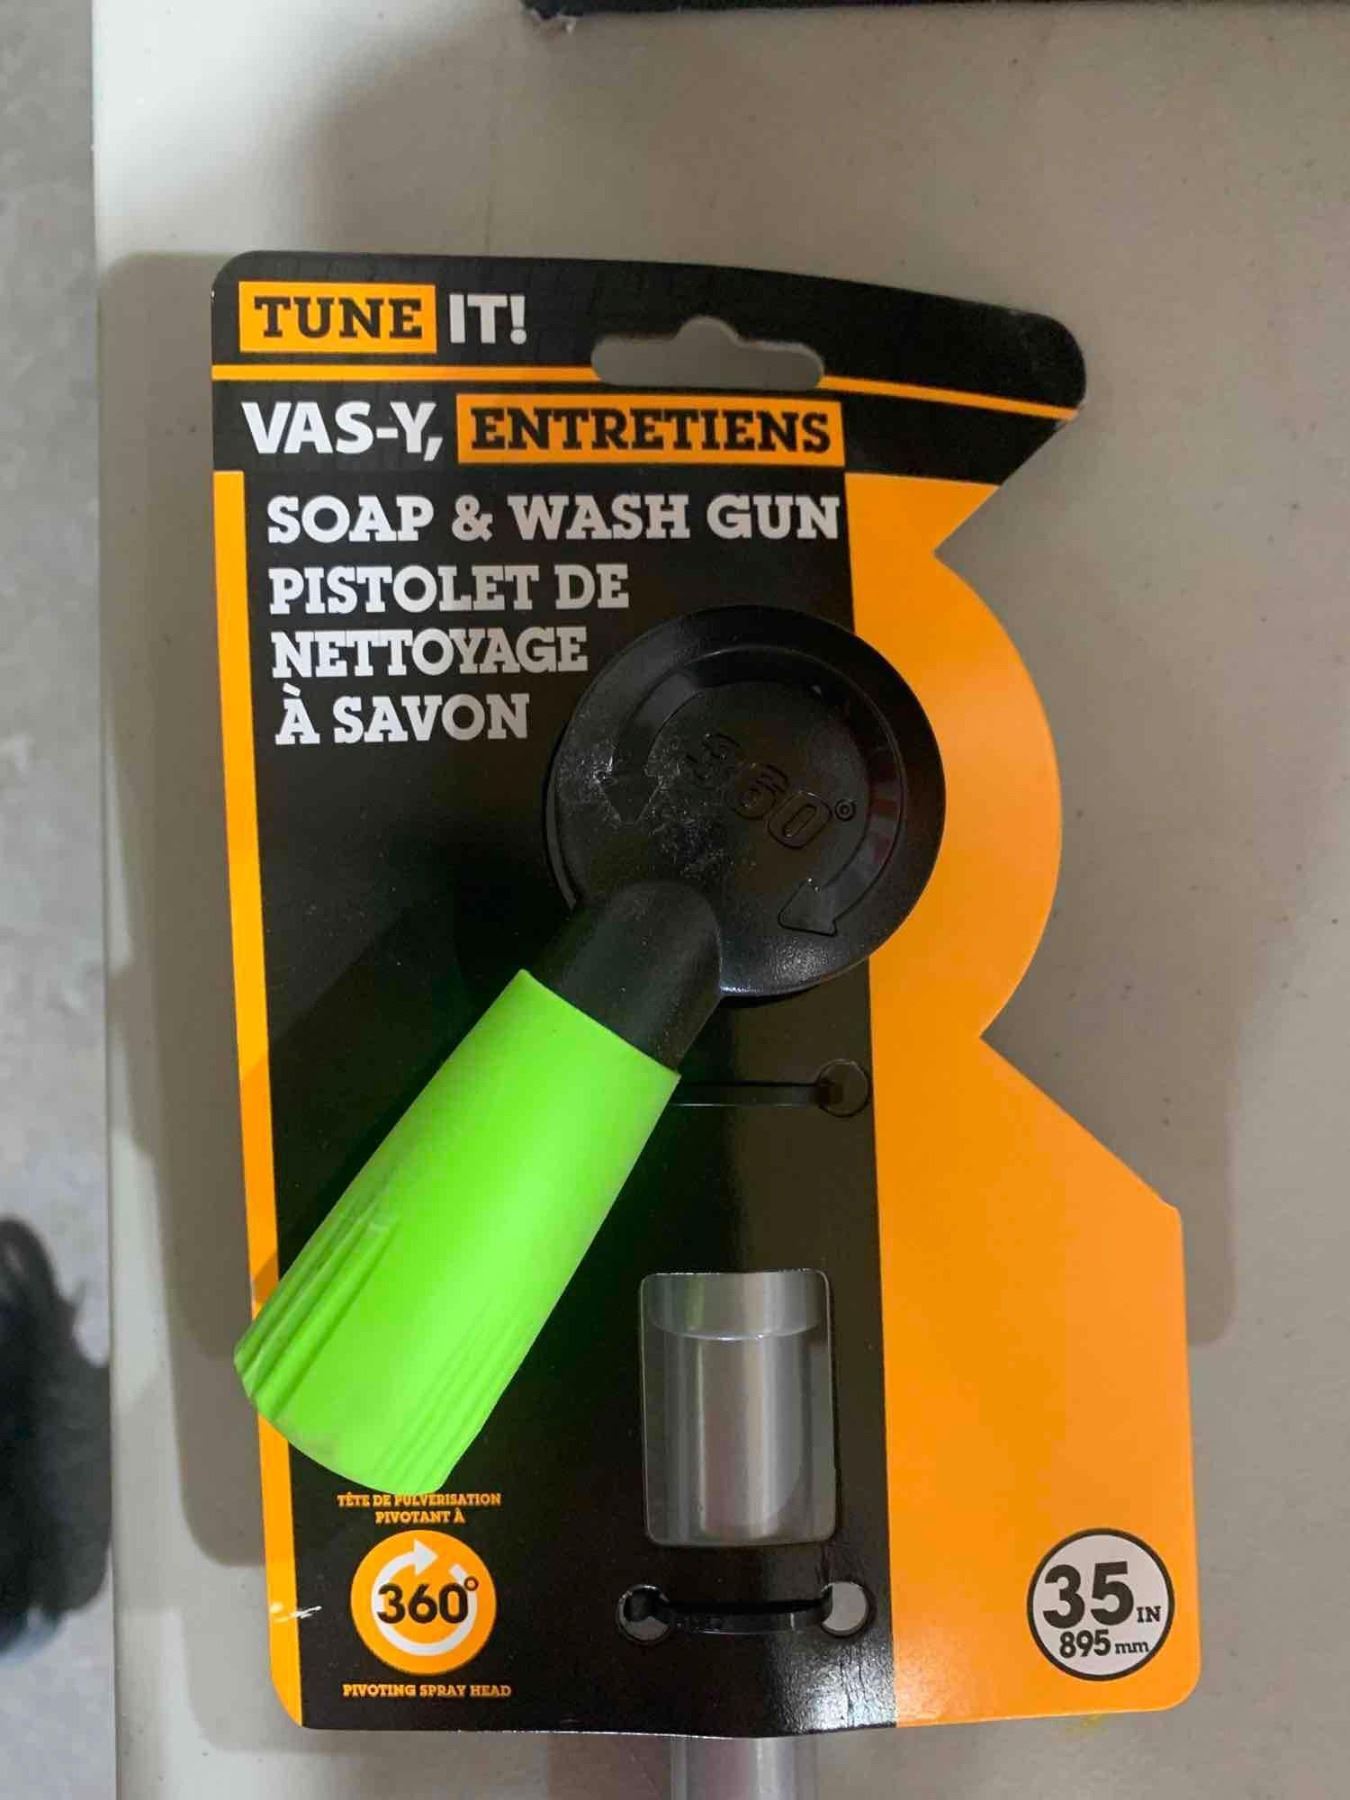 TUNE IT!
VAS-Y, ENTRETIENS
SOAP & WASH GUN
PISTOLET DE
NETTOYAGE
À SAVON
360°
TÊTE DE PULVÉRISATION
PIVOTANT À
360°
PIVOTING SPRAY HEAD
35 IN
895 mm